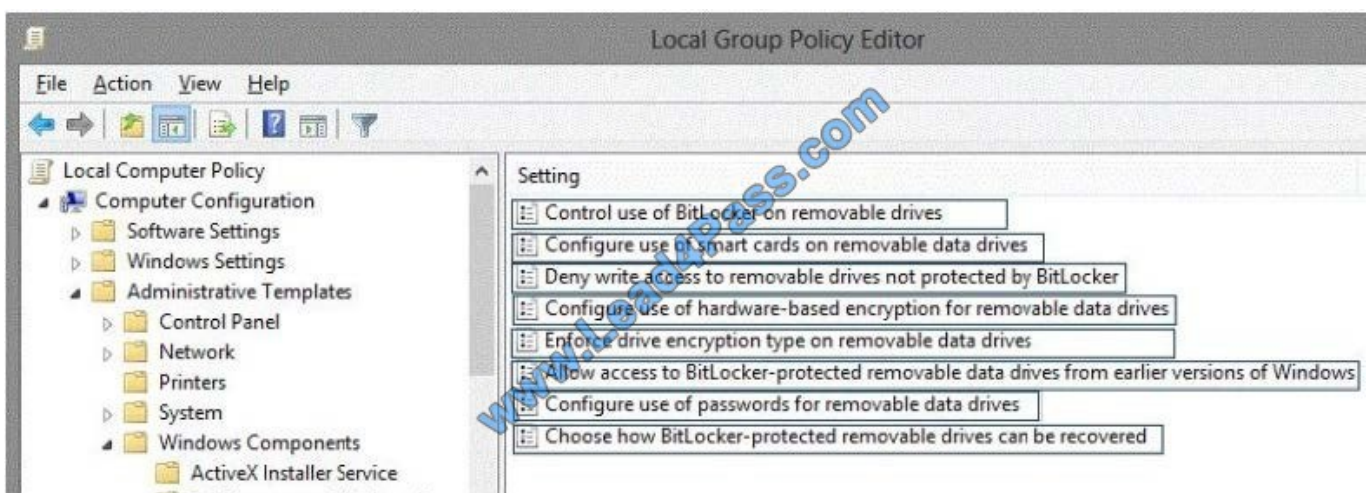 Local Group Policy Editor
File Action View Help
Local Computer Policy
Computer Configuration
Software Settings
Windows Settings
Administrative Templates
Control Panel
Network
Printers
System
Windows Components
ActiveX Installer Service
Setting
Control use of BitLocker on removable drives
Configure use of smart cards on removable data drives
Deny write access to removable drives not protected by BitLocker
Configure use of hardware-based encryption for removable data drives
Enforce drive encryption type on removable data drives
Allow access to BitLocker-protected removable data drives from earlier versions of Windows
Configure use of passwords for removable data drives
Choose how BitLocker-protected removable drives can be recovered
www.Lead4Pass.com